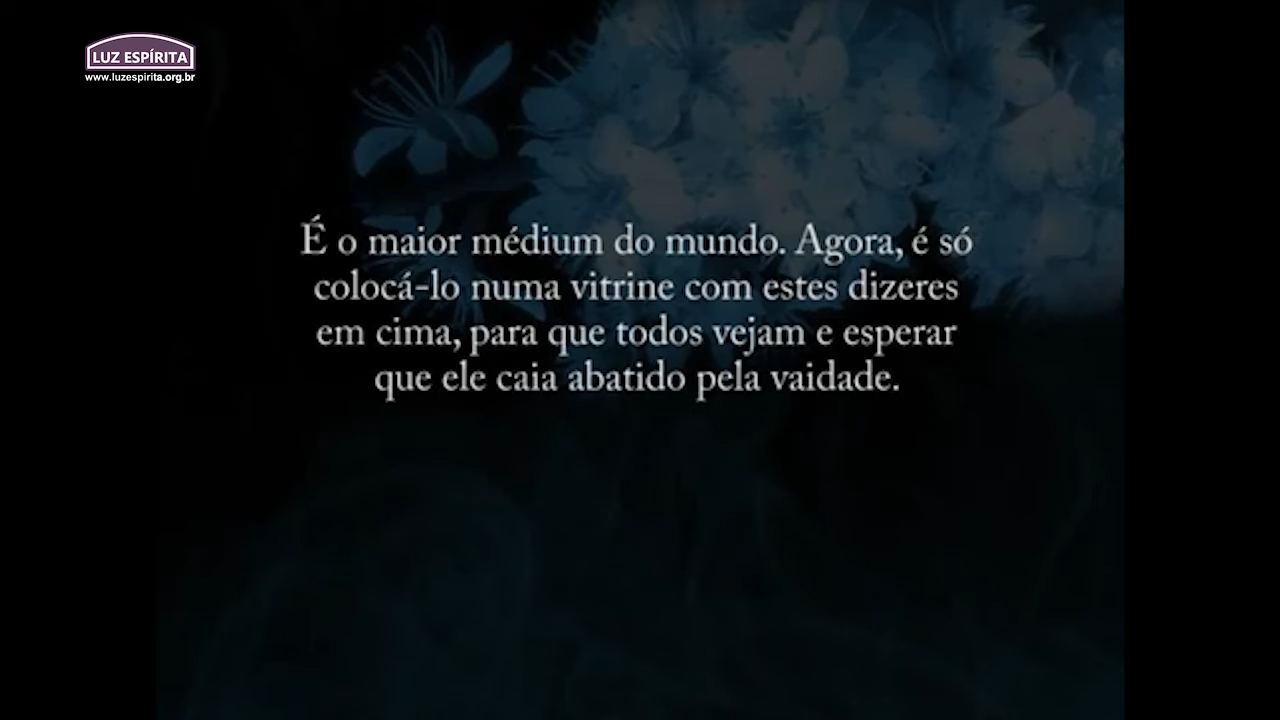 LUZ ESPÍRITA
www.luzespirita.org.br
É o maior médium do mundo. Agora, é só
colocá-lo numa vitrine com estes dizeres
em cima, para que todos vejam e esperar
que ele caia abatido pela vaidade.